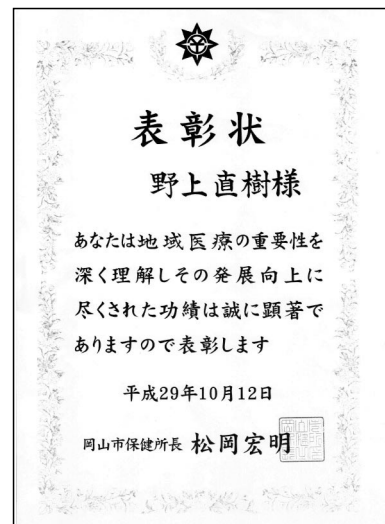 表彰状
野上直樹様
あなたは地域医療の重要性を
深く理解しその発展向上に
尽くされた功績は誠に顕著で
ありますので表彰します
平成29年10月12日
岡山市保健所長 松岡宏明